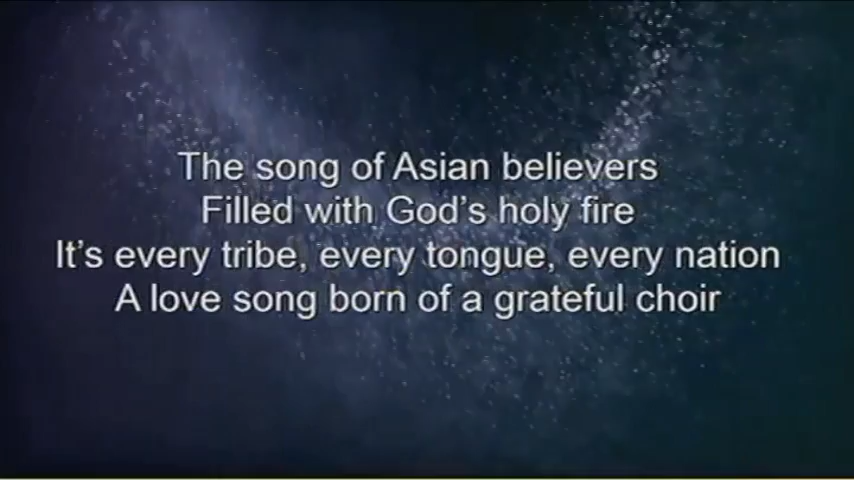 The song of Asian believers
Filled with God's holy fire
It's every tribe, every tongue, every nation
A love song born of a grateful choir